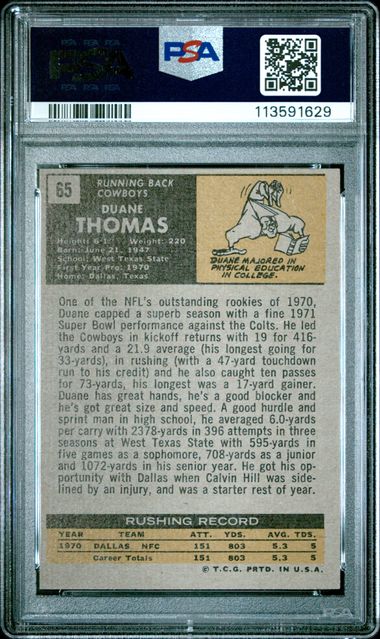 PSA
PSA
113591629
65
RUNNING BACK
COWBOYS
DUANE
THOMAS
Height: 6-1 Weight: 220
Born: June 21, 1947
School: West Texas State
First Year Pro: 1970
Home: Dallas, Texas
DUANE MAJORED IN
PHYSICAL EDUCATION
IN COLLEGE.
One of the NFL's outstanding rookies of 1970,
Duane capped a superb season with a fine 1971
Super Bowl performance against the Colts. He led
the Cowboys in kickoff returns with 19 for 416-
yards and a 21.9 average (his longest going for
33-yards), in rushing (with a 47-yard touchdown
run to his credit) and he also caught ten passes
for 73-yards, his longest was a 17-yard gainer.
Duane has great hands, he's a good blocker and
he's got great size and speed. A good hurdle and
sprint man in high school, he averaged 6.0-yards
per carry with 2378-yards in 396 attempts in three
seasons at West Texas State with 595-yards in
five games as a sophomore, 708-yards as a junior
and 1072-yards in his senior year. He got his op-
portunity with Dallas when Calvin Hill was side-
lined by an injury, and was a starter rest of year.
RUSHING RECORD
YEAR TEAM ATT. YDS. AVG. TDS.
1970 DALLAS NFC 151 803 5.3 5
Career Totals 151 803 5.3 5
© T.C.G. PRTD. IN U.S.A.
PSA